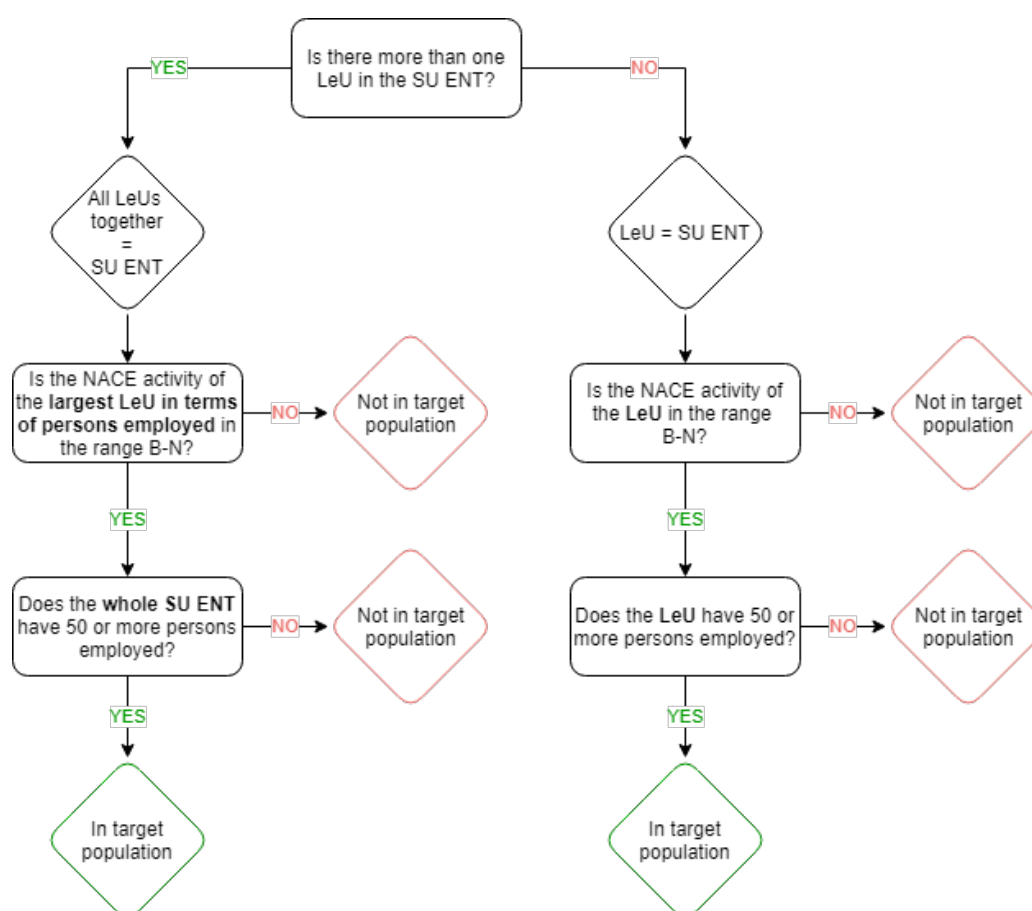 Is there more than one
LeU in the SU ENT?
YES
NO
All LeUs
together
=
SU ENT
LeU = SU ENT
Is the NACE activity of
the largest LeU in terms
of persons employed in
the range B-N?
NO
Not in target
population
Is the NACE activity of
the LeU in the range
B-N?
NO
Not in target
population
YES
YES
Does the whole SU ENT
have 50 or more persons
employed?
NO
Not in target
population
Does the LeU have 50 or
more persons employed?
NO
Not in target
population
YES
YES
In target
population
In target
population